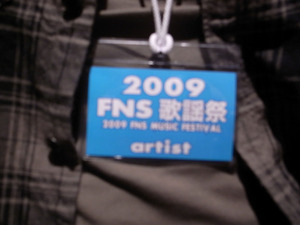 2009
FNS 歌謡祭
2009 FNS MUSIC FESTIVAL
artist